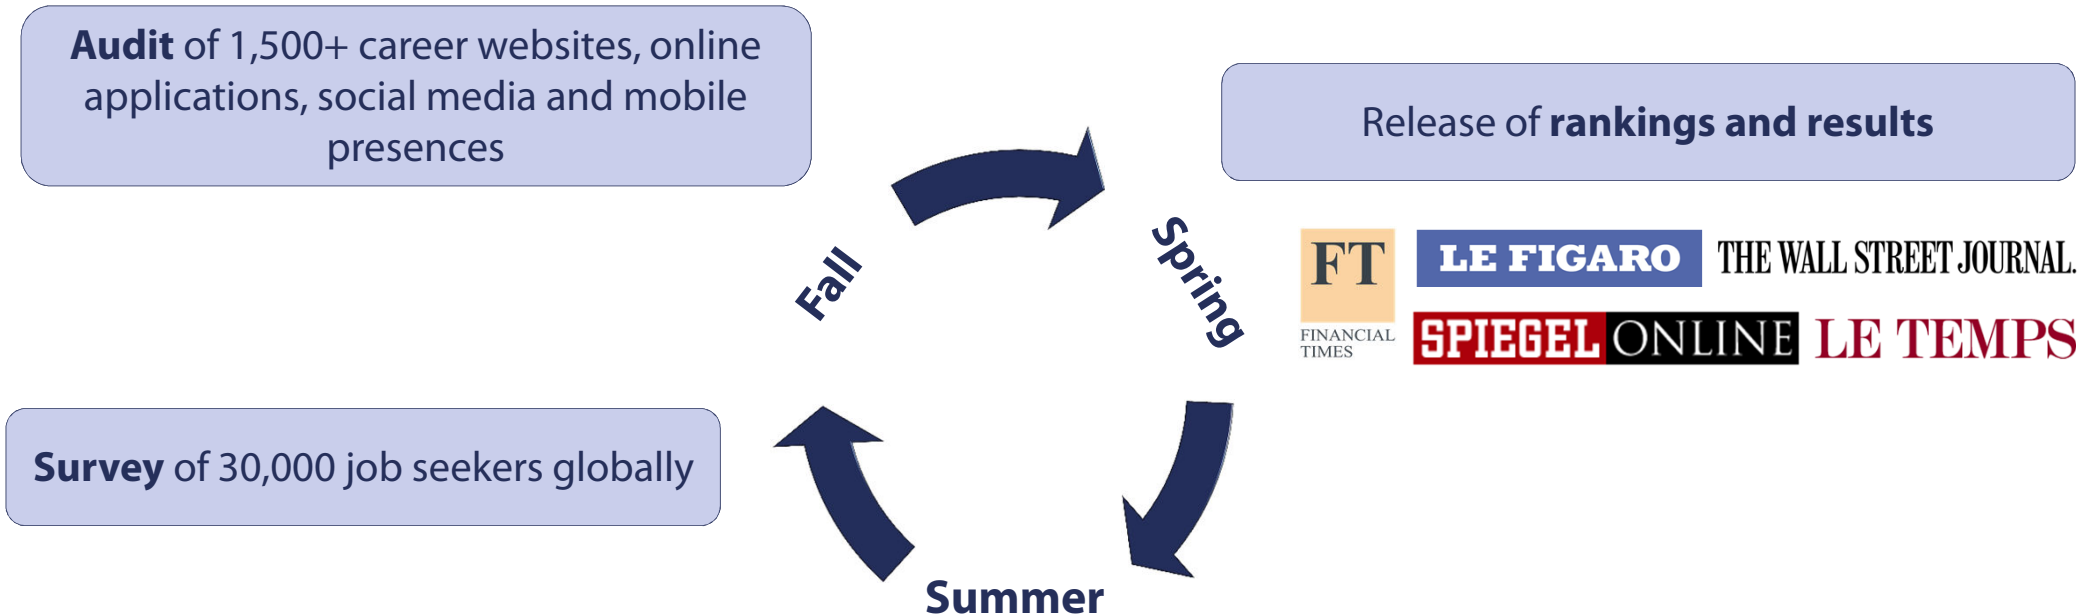 Audit of 1,500+ career websites, online
applications, social media and mobile
presences
Release of rankings and results
Fall
Spring
FT
FINANCIAL
TIMES
LE FIGARO
THE WALL STREET JOURNAL.
SPIEGEL ONLINE
LE TEMPS
Survey of 30,000 job seekers globally
Summer